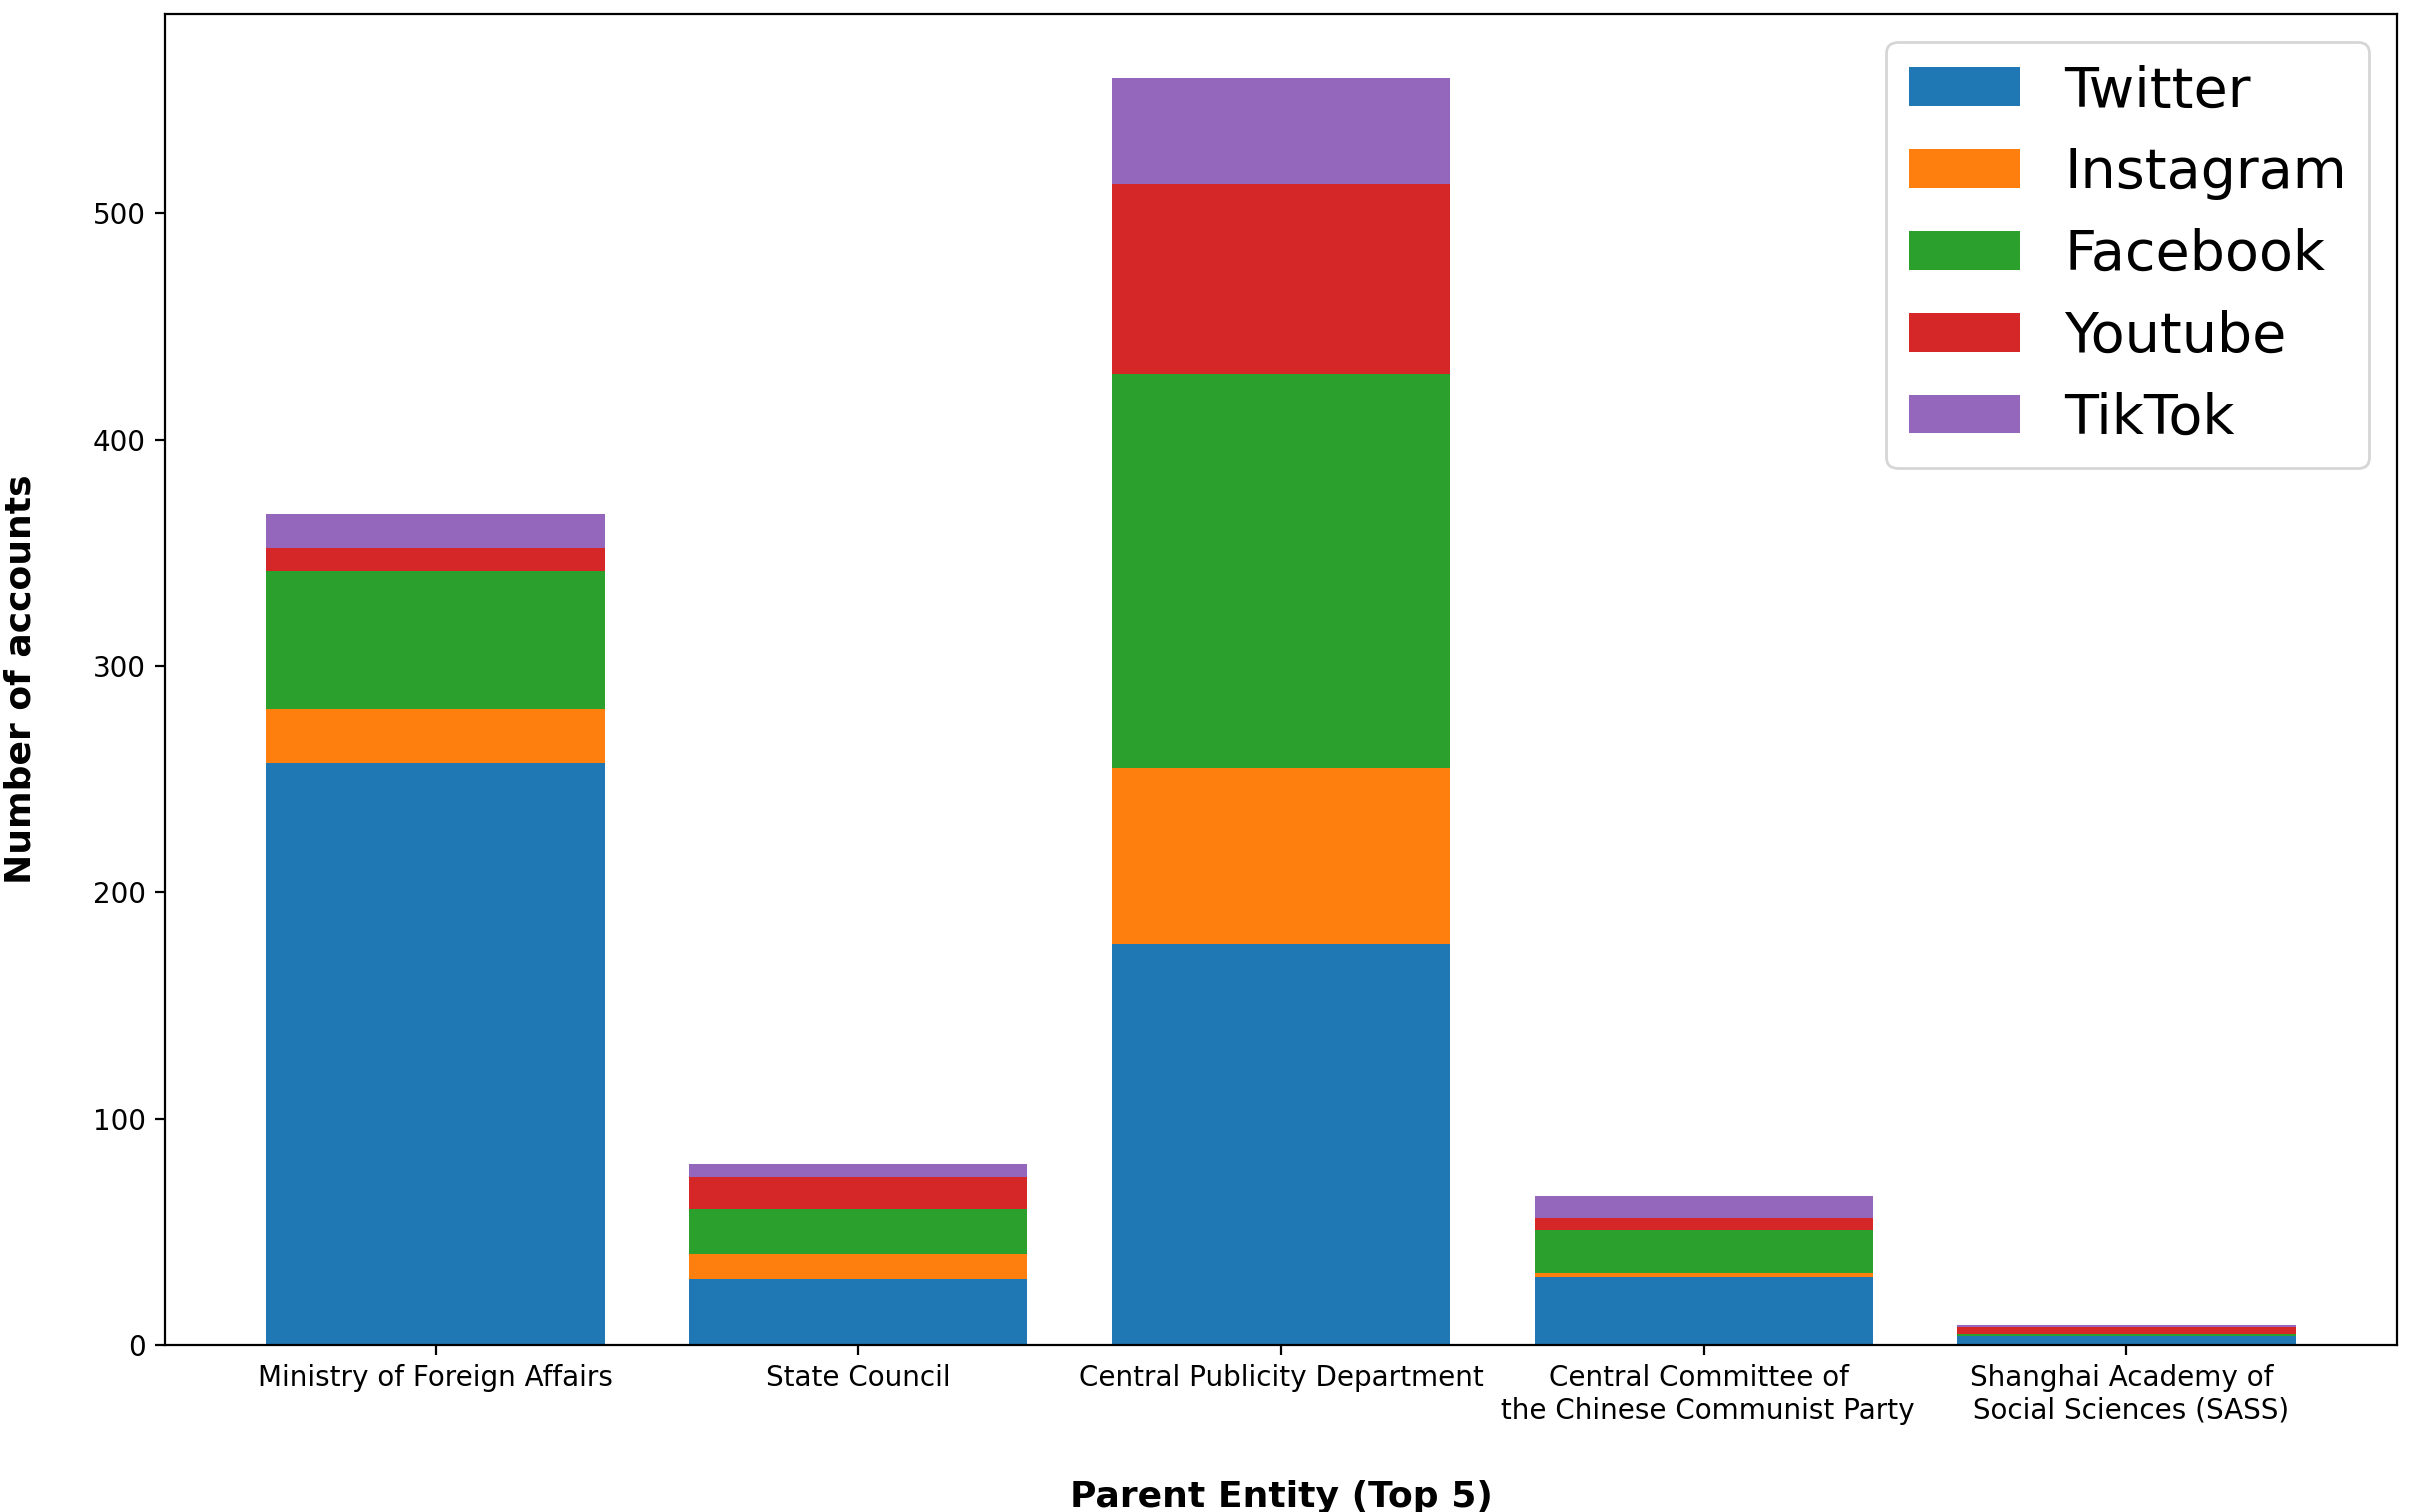 Number of accounts
500
400
300
200
100
0
Twitter
Instagram
Facebook
Youtube
TikTok
Ministry of Foreign Affairs
State Council
Central Publicity Department
Central Committee of
the Chinese Communist Party
Shanghai Academy of
Social Sciences (SASS)
Parent Entity (Top 5)